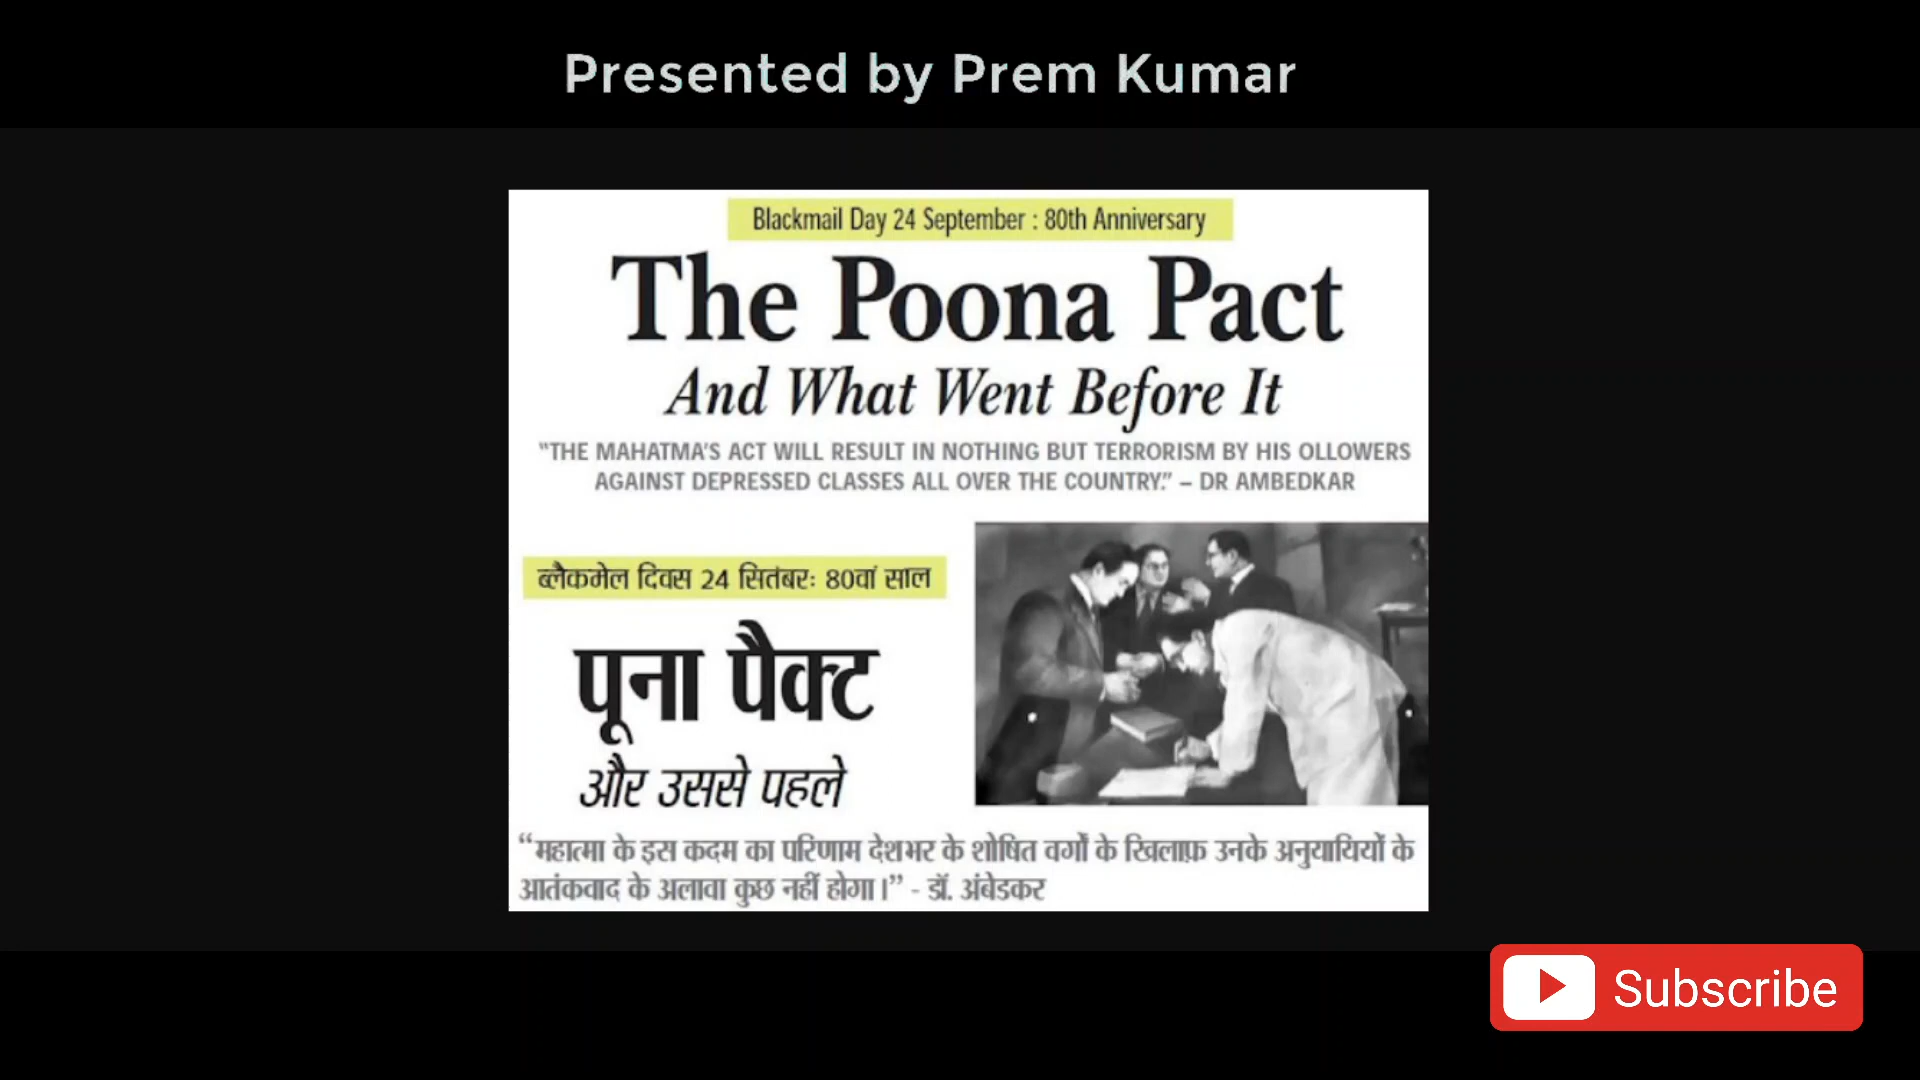 Presented by Prem Kumar
Blackmail Day 24 September : 80th Anniversary
The Poona Pact
And What Went Before It
"THE MAHATMA'S ACT WILL RESULT IN NOTHING BUT TERRORISM BY HIS OLLOWERS
AGAINST DEPRESSED CLASSES ALL OVER THE COUNTRY." – DR AMBEDKAR
ब्लैकमेल दिवस 24 सितंबरः 80वां साल
पूना पैक्ट
और उससे पहले
“महात्मा के इस कदम का परिणाम देशभर के शोषित वर्गों के खिलाफ़ उनके अनुयायियों के
आतंकवाद के अलावा कुछ नहीं होगा।” - डॉ. अंबेडकर
Subscribe